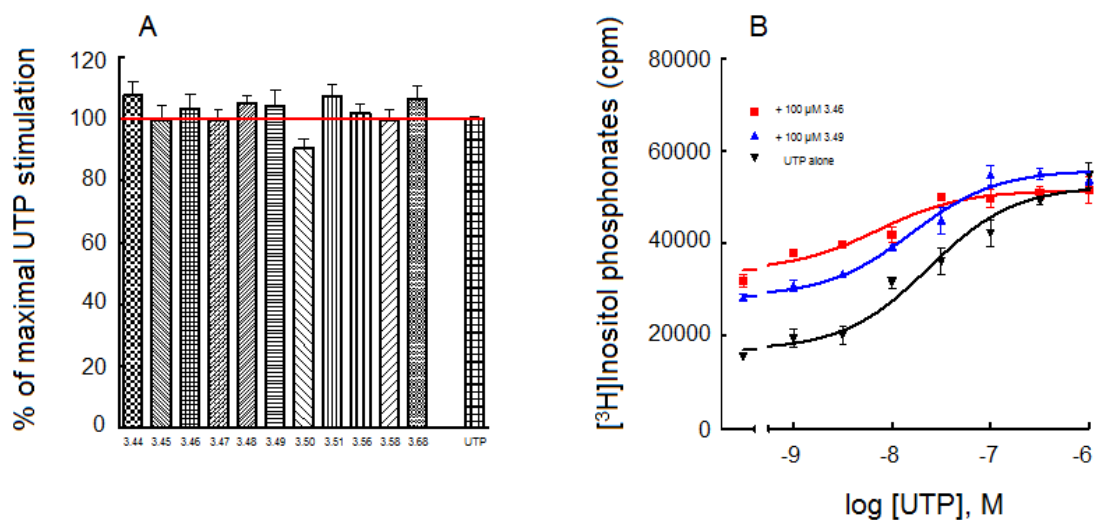 A
% of maximal UTP stimulation
120
100
80
60
40
20
0
3.44 3.45 3.46 3.47 3.48 3.49 3.50 3.51 3.56 3.58 3.68 UTP
B
[³H]Inositol phosphonates (cpm)
80000
60000
40000
20000
0
+ 100 µM 3.46
+ 100 µM 3.49
UTP alone
-9 -8 -7 -6
log [UTP], M